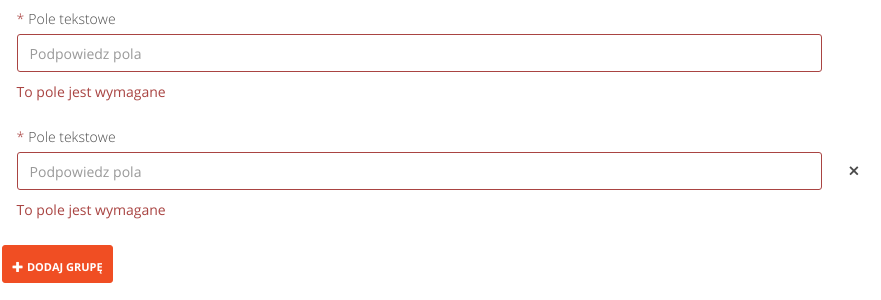 * Pole tekstowe
Podpowiedz pola
To pole jest wymagane
* Pole tekstowe
Podpowiedz pola
To pole jest wymagane
DODAJ GRUPĘ